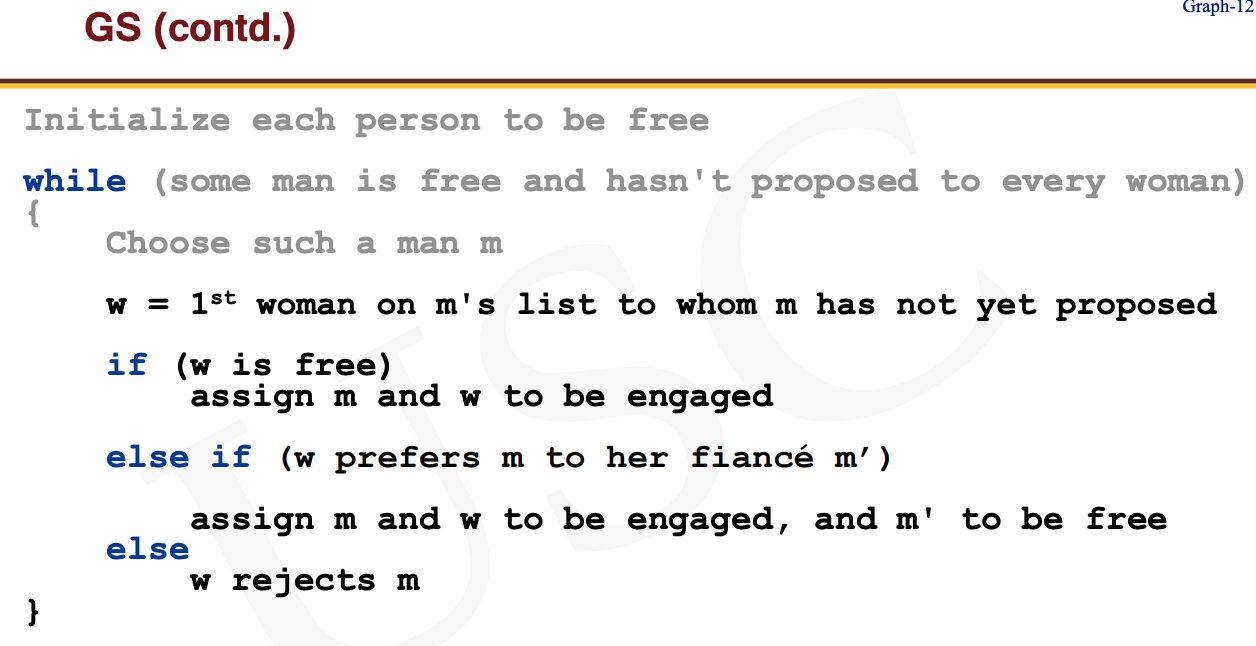 Graph-12
GS (contd.)
Initialize each person to be free
while (some man is free and hasn't proposed to every woman)
{
Choose such a man m
w = 1st woman on m's list to whom m has not yet proposed
if (w is free)
assign m and w to be engaged
else if (w prefers m to her fiancé m′)
assign m and w to be engaged, and m' to be free
else
w rejects m
}
USC